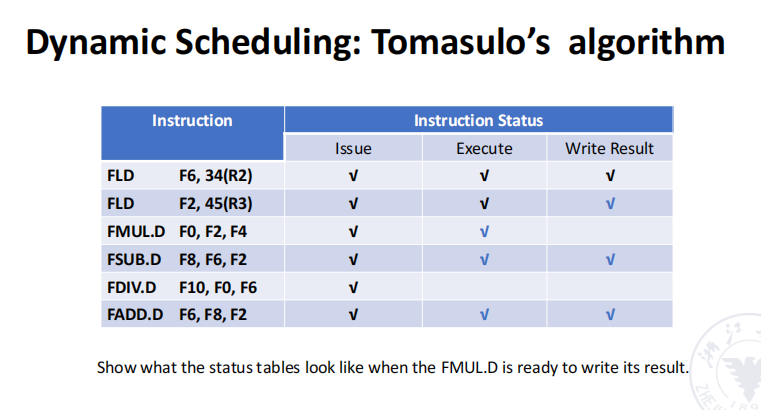 Dynamic Scheduling: Tomasulo’s algorithm
Instruction Instruction Status
Issue Execute Write Result
FLD F6, 34(R2) √ √ √
FLD F2, 45(R3) √ √ √
FMUL.D F0, F2, F4 √ √
FSUB.D F8, F6, F2 √ √ √
FDIV.D F10, F0, F6 √
FADD.D F6, F8, F2 √ √ √
Show what the status tables look like when the FMUL.D is ready to write its result.